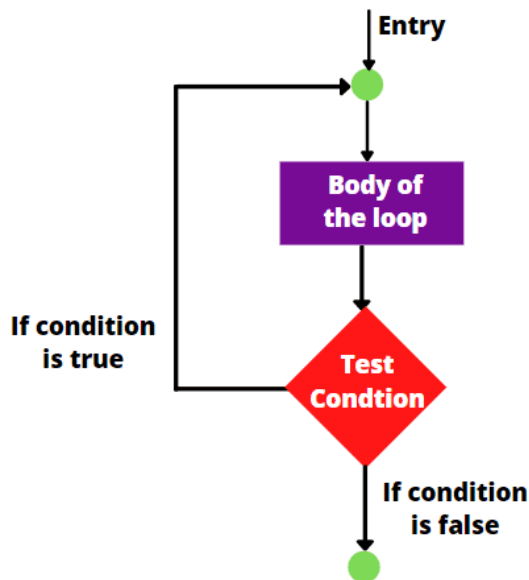 Entry
Body of
the loop
If condition
is true
Test
Condtion
If condition
is false